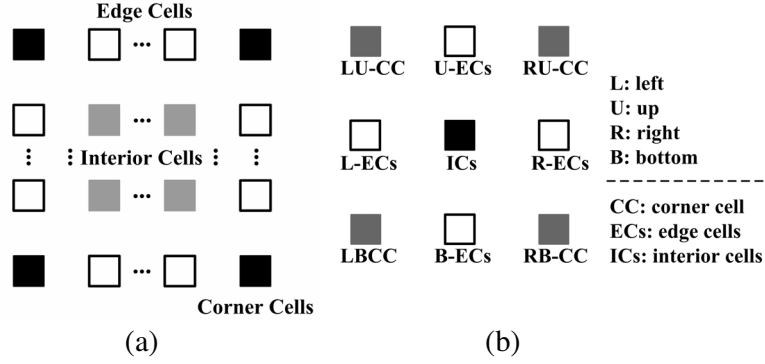 Edge Cells
... ...
Interior Cells
... ...
Corner Cells
(a)
LU-CC U-ECs RU-CC
L-ECs ICs R-ECs
LBCC B-ECs RB-CC
L: left
U: up
R: right
B: bottom
CC: corner cell
ECs: edge cells
ICs: interior cells
(b)